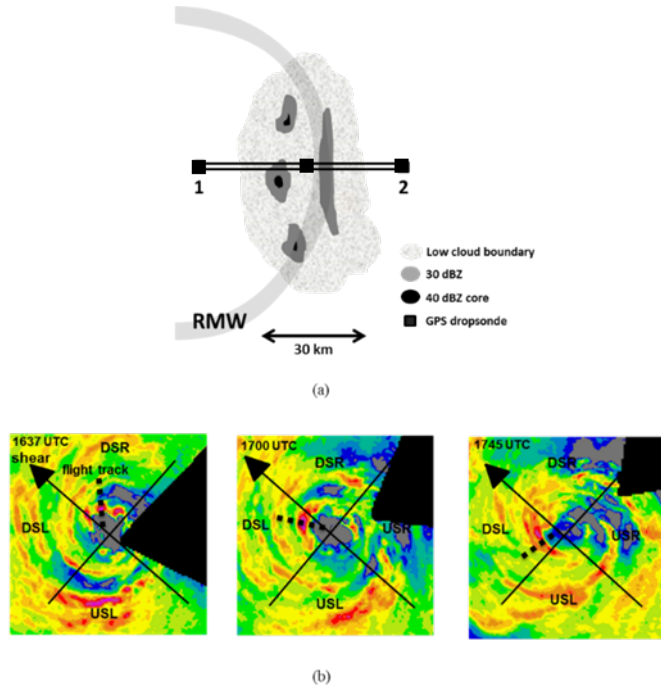 1
2
Low cloud boundary
30 dBZ
40 dBZ core
GPS dropsonde
RMW
30 km
(a)
1637 UTC
DSR
shear
flight track
DSL
USL
1700 UTC
DSR
DSL
USR
USL
1745 UTC
DSR
DSL
USR
USL
(b)